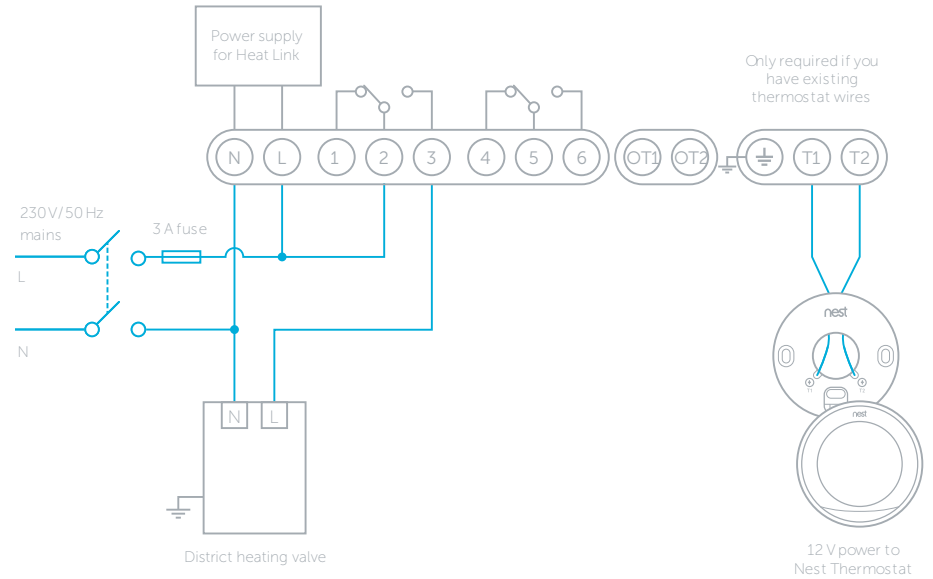 Power supply
for Heat Link
Only required if you
have existing
thermostat wires
N L 1 2 3 4 5 6 OT1 OT2 T1 T2
230 V/50 Hz
mains
3 A fuse
L
N
nest
T1 T2
nest
N L
District heating valve
12 V power to
Nest Thermostat